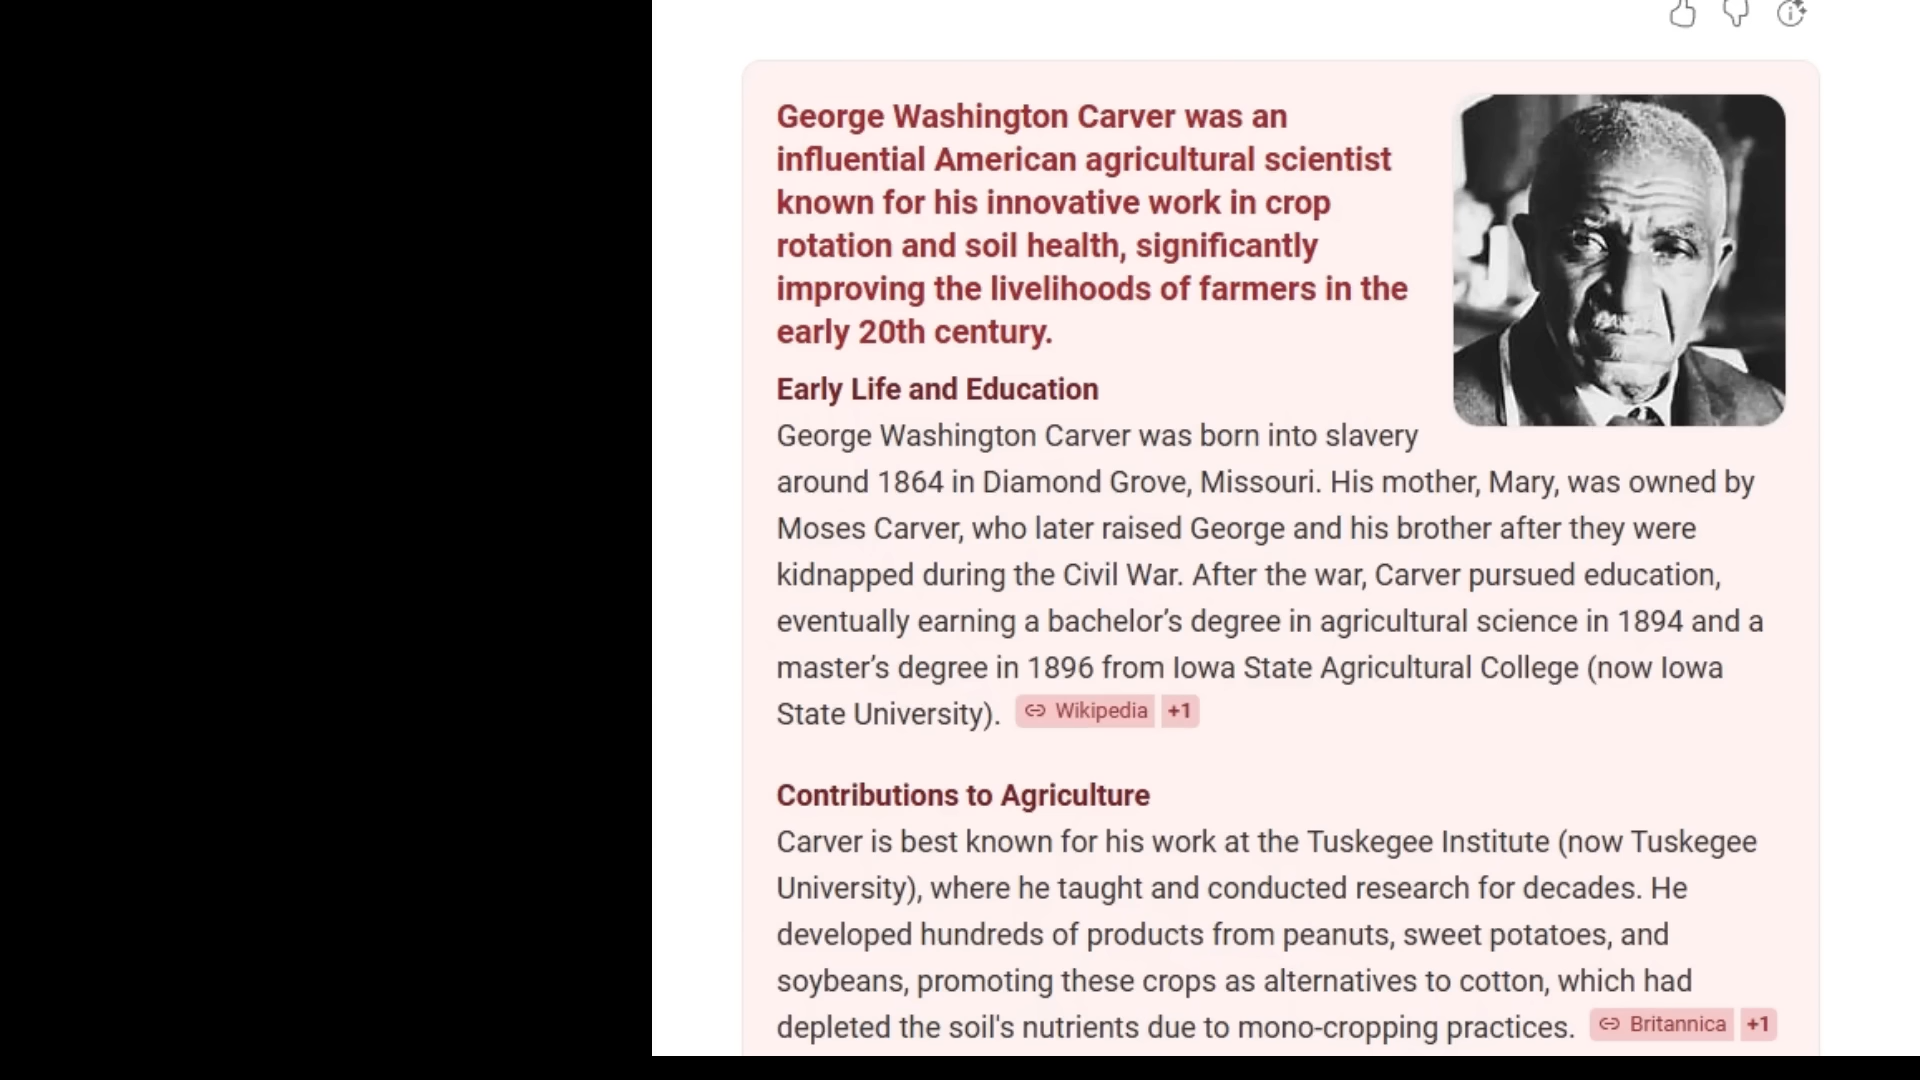 George Washington Carver was an
influential American agricultural scientist
known for his innovative work in crop
rotation and soil health, significantly
improving the livelihoods of farmers in the
early 20th century.
Early Life and Education
George Washington Carver was born into slavery
around 1864 in Diamond Grove, Missouri. His mother, Mary, was owned by
Moses Carver, who later raised George and his brother after they were
kidnapped during the Civil War. After the war, Carver pursued education,
eventually earning a bachelor’s degree in agricultural science in 1894 and a
master’s degree in 1896 from Iowa State Agricultural College (now Iowa
State University). Wikipedia +1
Contributions to Agriculture
Carver is best known for his work at the Tuskegee Institute (now Tuskegee
University), where he taught and conducted research for decades. He
developed hundreds of products from peanuts, sweet potatoes, and
soybeans, promoting these crops as alternatives to cotton, which had
depleted the soil's nutrients due to mono-cropping practices. Britannica +1